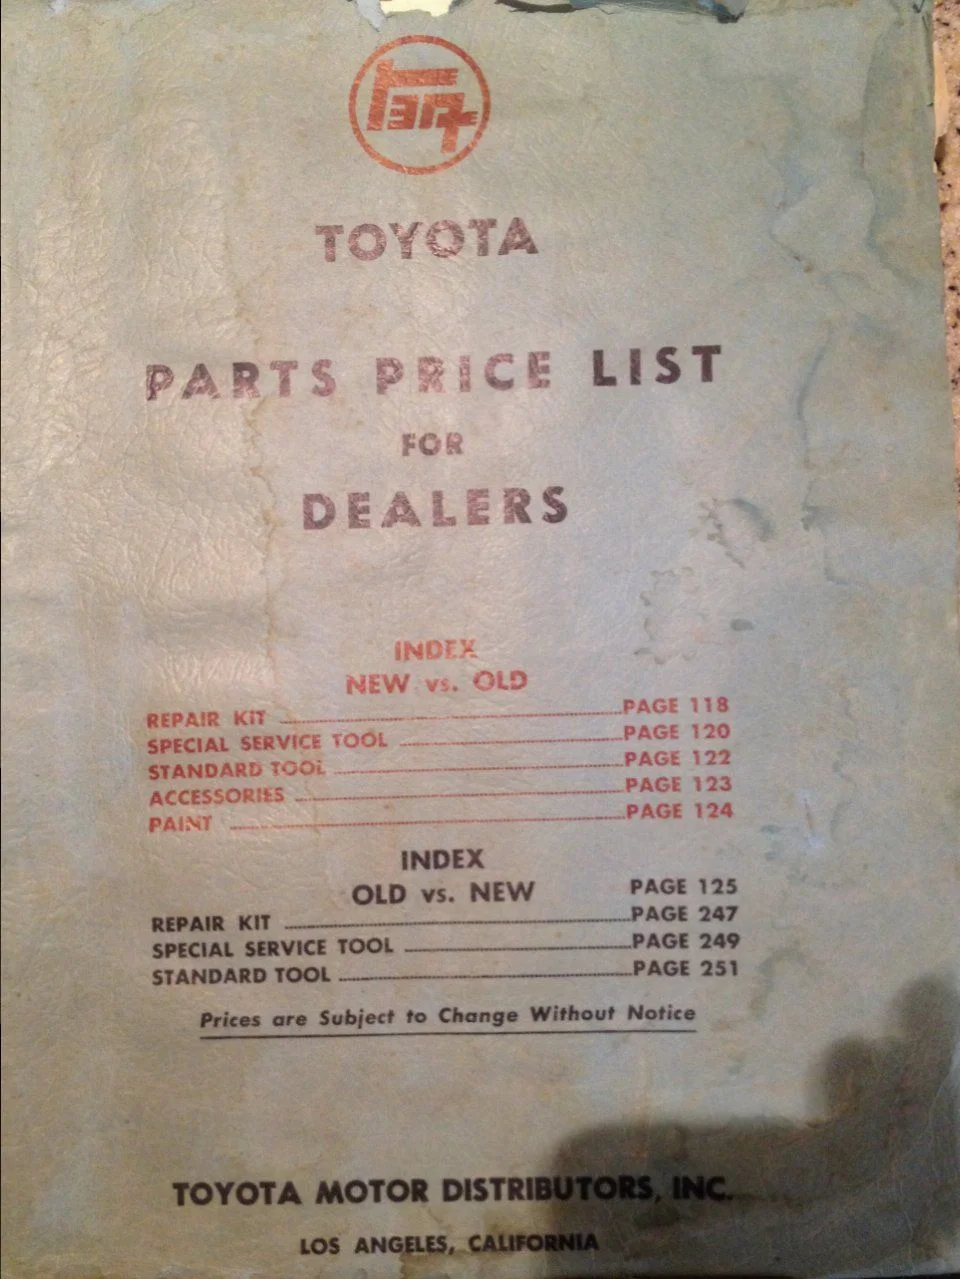 TEQ
TOYOTA
PARTS PRICE LIST
FOR
DEALERS
INDEX
NEW vs. OLD
REPAIR KIT PAGE 118
SPECIAL SERVICE TOOL PAGE 120
STANDARD TOOL PAGE 122
ACCESSORIES PAGE 123
PAINT PAGE 124
INDEX
OLD vs. NEW PAGE 125
REPAIR KIT PAGE 247
SPECIAL SERVICE TOOL PAGE 249
STANDARD TOOL PAGE 251
Prices are Subject to Change Without Notice
TOYOTA MOTOR DISTRIBUTORS, INC.
LOS ANGELES, CALIFORNIA